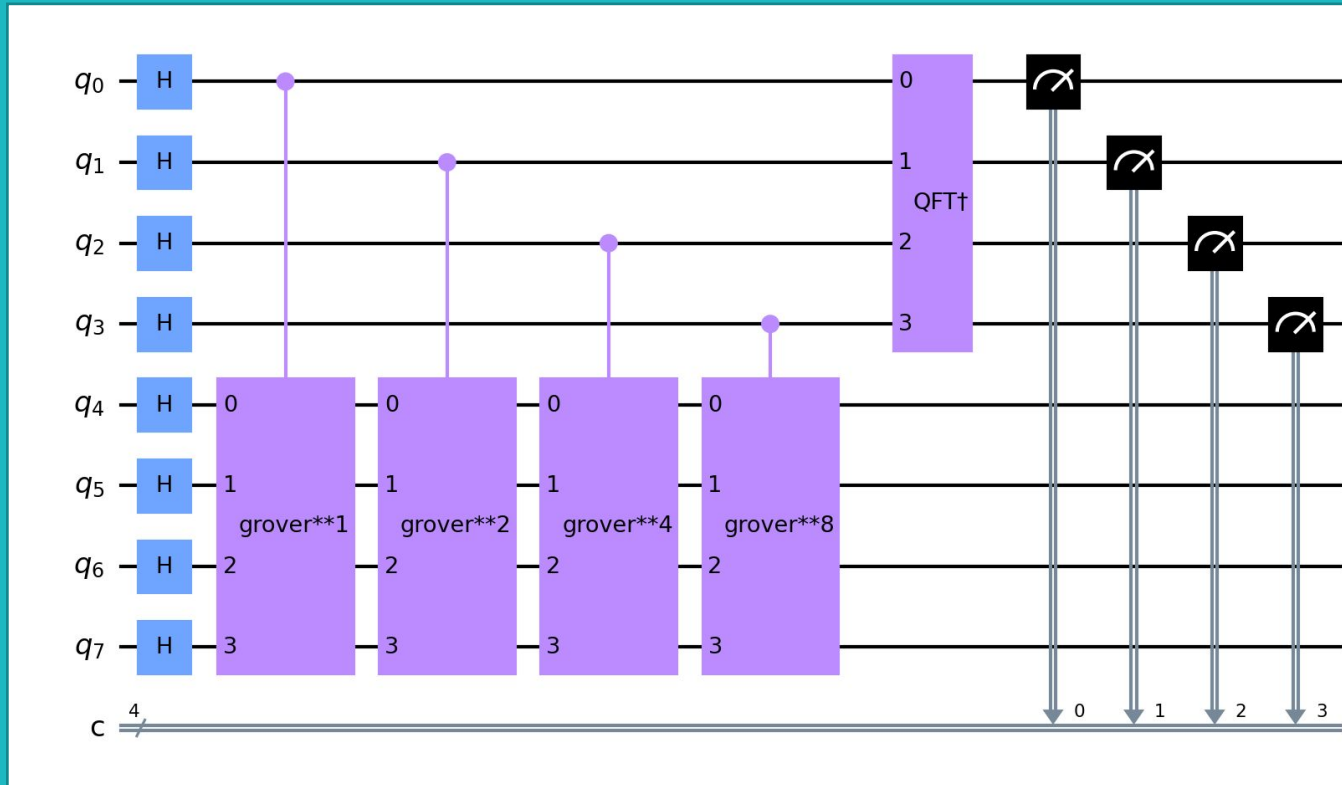 q0 H 0
q1 H 1
QFT†
q2 H 2
q3 H 3
q4 H 0 0 0 0
q5 H 1 1 1 1
grover**1 grover**2 grover**4 grover**8
q6 H 2 2 2 2
q7 H 3 3 3 3
4 0 1 2 3
c